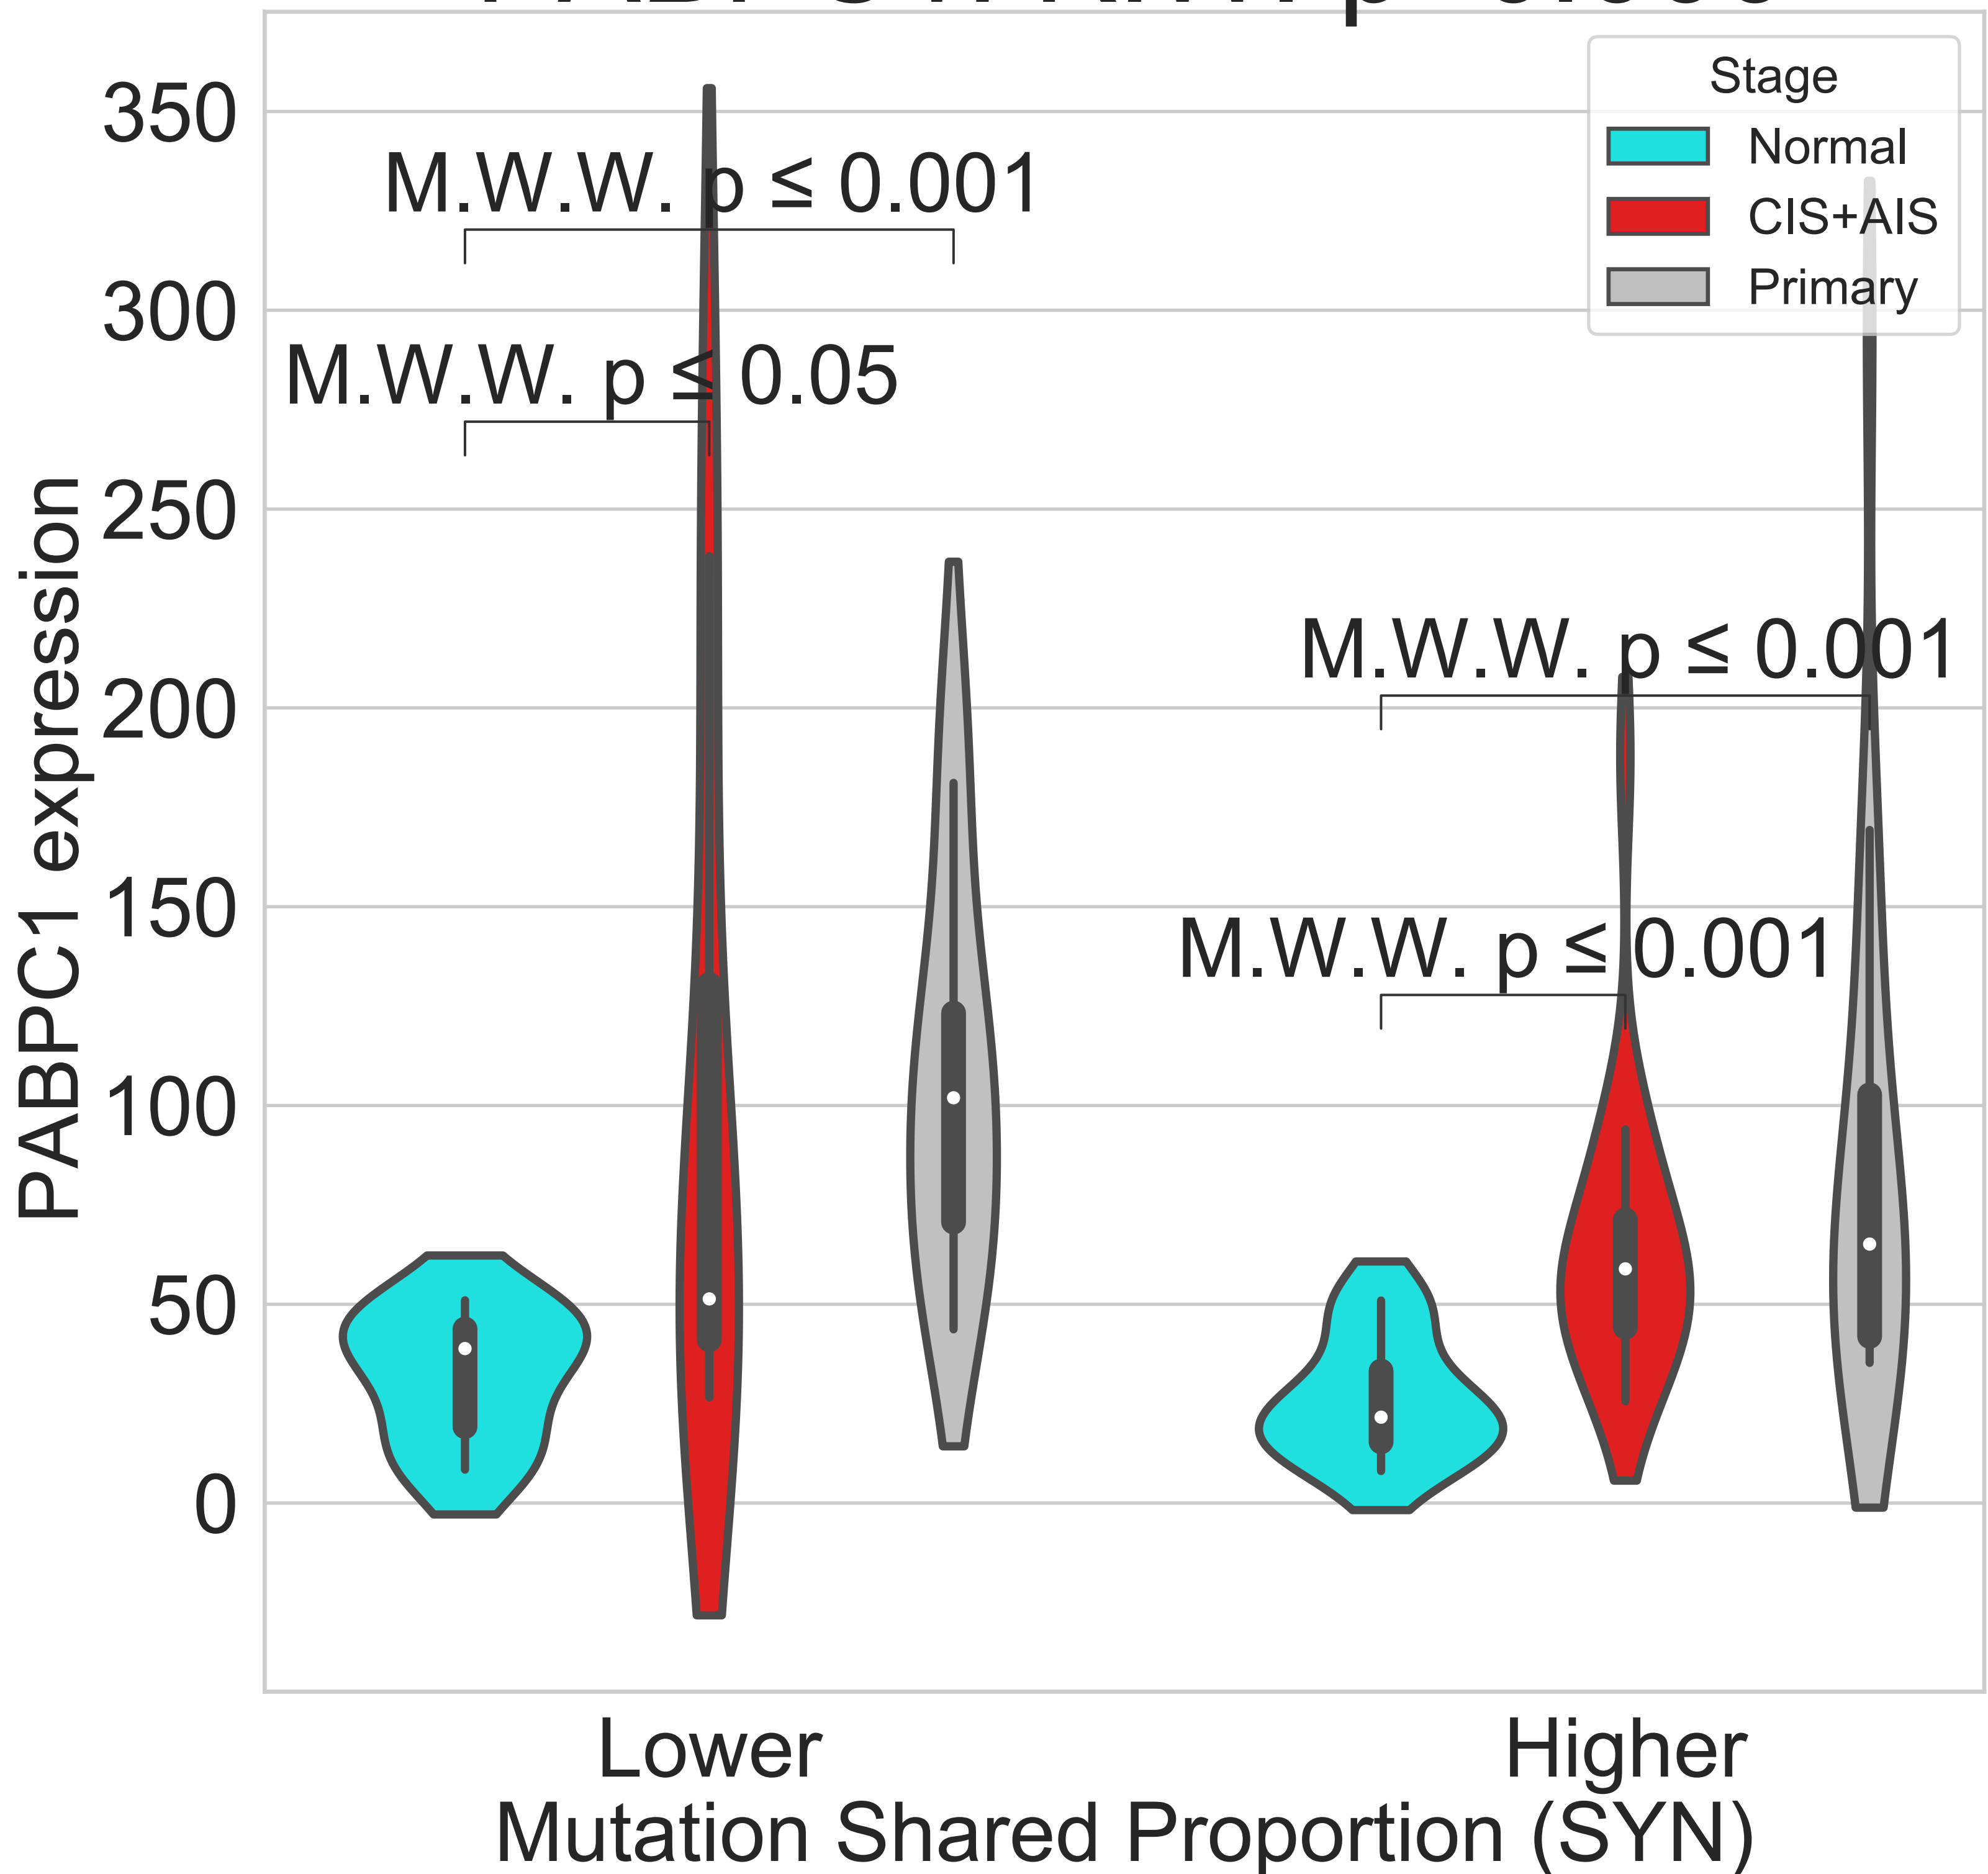 Stage
Normal
CIS+AIS
Primary
350
300
250
200
150
100
50
0
PABPC1 expression
M.W.W. p ≤ 0.001
M.W.W. p ≤ 0.05
M.W.W. p ≤ 0.001
M.W.W. p ≤ 0.001
Lower
Higher
Mutation Shared Proportion (SYN)